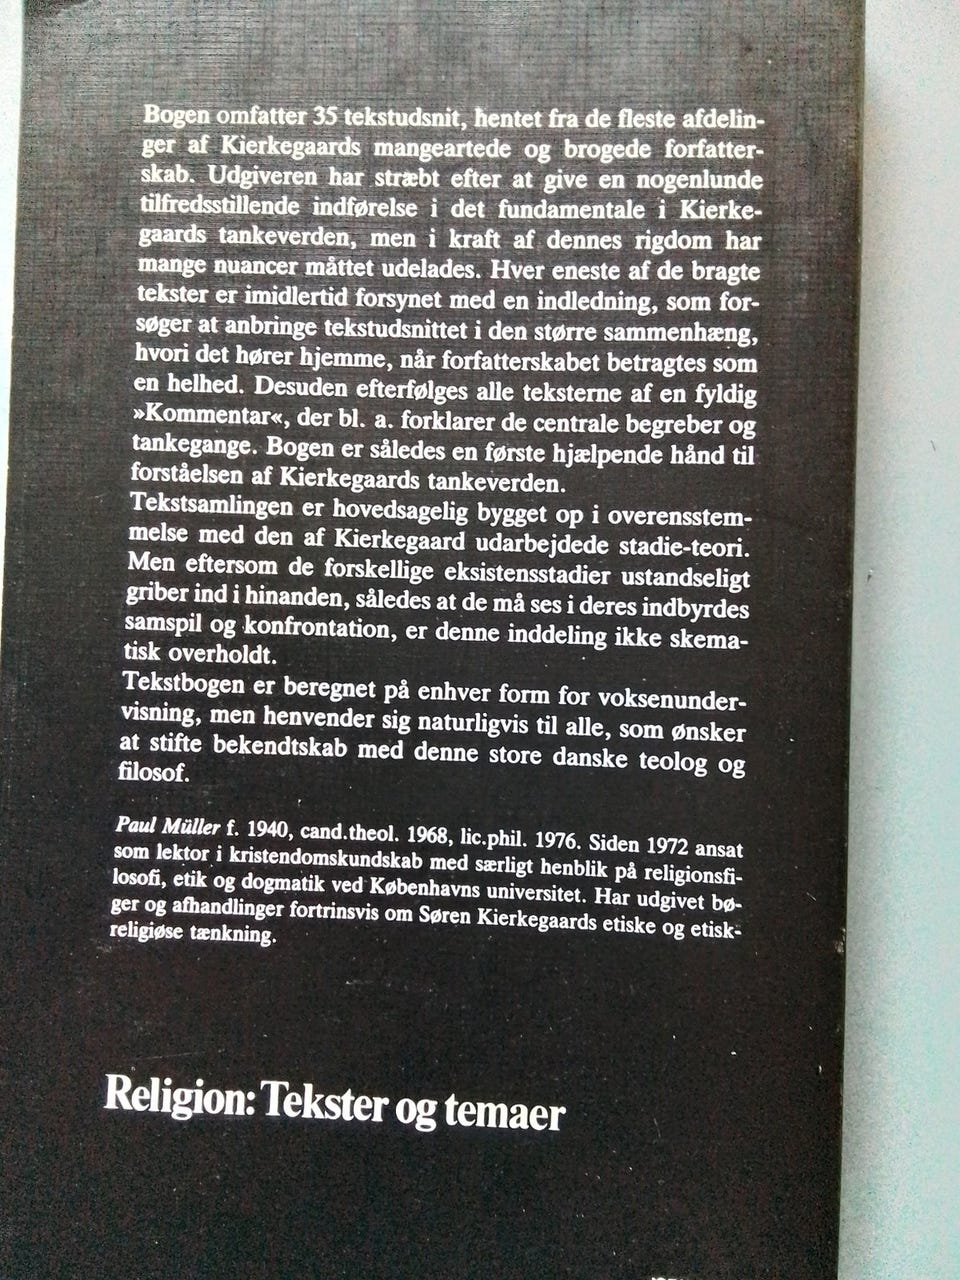 Bogen omfatter 35 tekstudsnit, hentet fra de fleste afdelin-
ger af Kierkegaards mangeartede og brogede forfatter-
skab. Udgiveren har stræbt efter at give en nogenlunde
tilfredsstillende indførelse i det fundamentale i Kierke-
gaards tankeverden, men i kraft af dennes rigdom har
mange nuancer måttet udelades. Hver eneste af de bragte
tekster er imidlertid forsynet med en indledning, som for-
søger at anbringe tekstudsnittet i den større sammenhæng,
hvori det hører hjemme, når forfatterskabet betragtes som
en helhed. Desuden efterfølges alle teksterne af en fyldig
»Kommentar«, der bl. a. forklarer de centrale begreber og
tankegange. Bogen er således en første hjælpende hånd til
forståelsen af Kierkegaards tankeverden.
Tekstsamlingen er hovedsagelig bygget op i overensstem-
melse med den af Kierkegaard udarbejdede stadie-teori.
Men eftersom de forskellige eksistensstadier ustandseligt
griber ind i hinanden, således at de må ses i deres indbyrdes
samspil og konfrontation, er denne inddeling ikke skema-
tisk overholdt.
Tekstbogen er beregnet på enhver form for voksenunder-
visning, men henvender sig naturligvis til alle, som ønsker
at stifte bekendtskab med denne store danske teolog og
filosof.
Paul Müller f. 1940, cand.theol. 1968, lic.phil. 1976. Siden 1972 ansat
som lektor i kristendomskundskab med særligt henblik på religionsfi-
losofi, etik og dogmatik ved Københavns universitet. Har udgivet bø-
ger og afhandlinger fortrinsvis om Søren Kierkegaards etiske og etisk-
religiøse tænkning.
Religion: Tekster og temaer